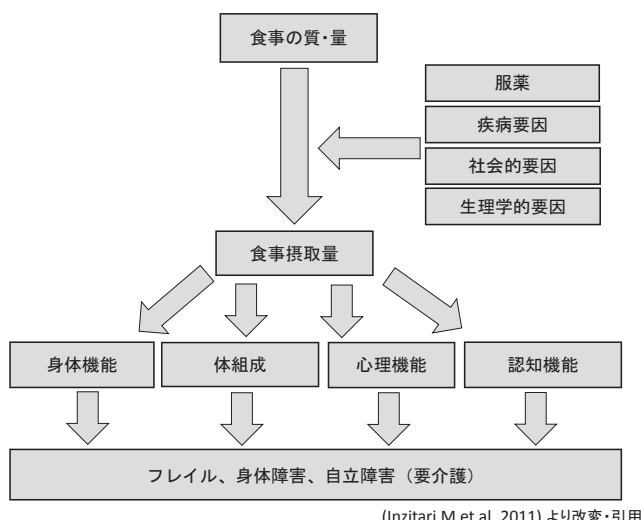 食事の質・量
服薬
疾病要因
社会的要因
生理学的要因
食事摂取量
身体機能
体組成
心理機能
認知機能
フレイル、身体障害、自立障害（要介護）
(Inzitari M et al, 2011) より改変・引用